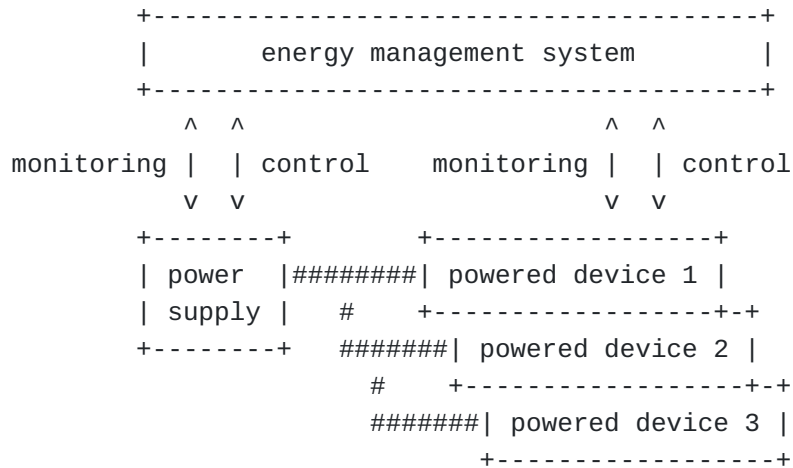 energy management system
monitoring | | control monitoring | | control
| power |########| powered device 1 |
| supply | #
#######| powered device 2 |
#
#######| powered device 3 |